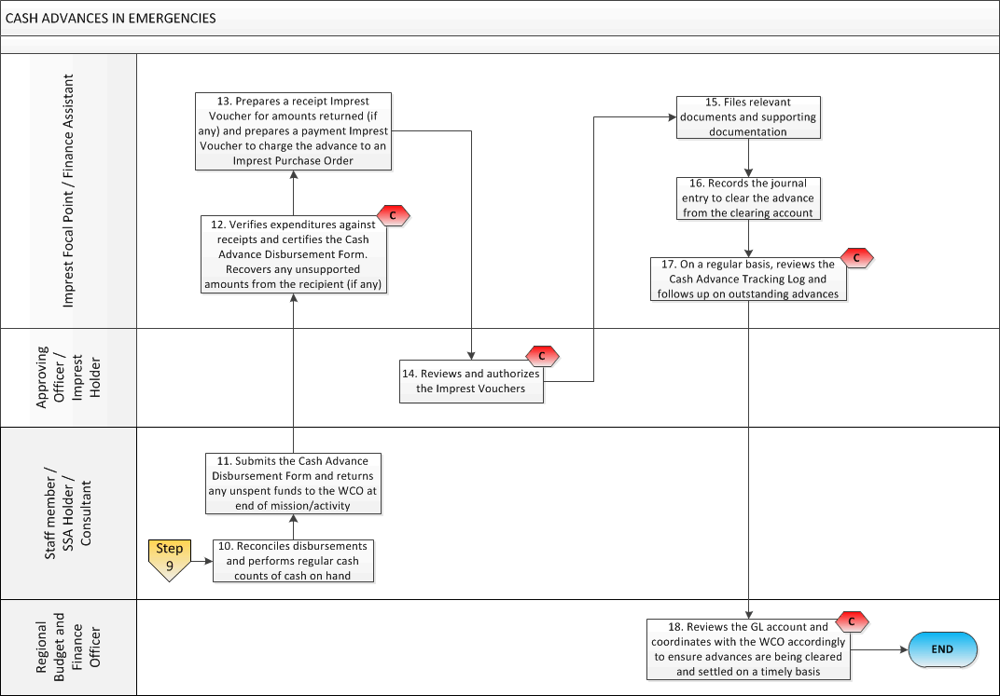 CASH ADVANCES IN EMERGENCIES
Imprest Focal Point / Finance Assistant
13. Prepares a receipt Imprest
Voucher for amounts returned (if
any) and prepares a payment Imprest
Voucher to charge the advance to an
Imprest Purchase Order
15. Files relevant
documents and supporting
documentation
16. Records the journal
entry to clear the advance
from the clearing account
C
12. Verifies expenditures against
receipts and certifies the Cash
Advance Disbursement Form.
Recovers any unsupported
amounts from the recipient (if any)
C
17. On a regular basis, reviews the
Cash Advance Tracking Log and
follows up on outstanding advances
Approving
Officer /
Imprest
Holder
C
14. Reviews and authorizes
the Imprest Vouchers
Staff member /
SSA Holder /
Consultant
11. Submits the Cash Advance
Disbursement Form and returns
any unspent funds to the WCO at
end of mission/activity
Step
9
10. Reconciles disbursements
and performs regular cash
counts of cash on hand
Regional
Budget and
Finance
Officer
C
18. Reviews the GL account and
coordinates with the WCO accordingly
to ensure advances are being cleared
and settled on a timely basis
END